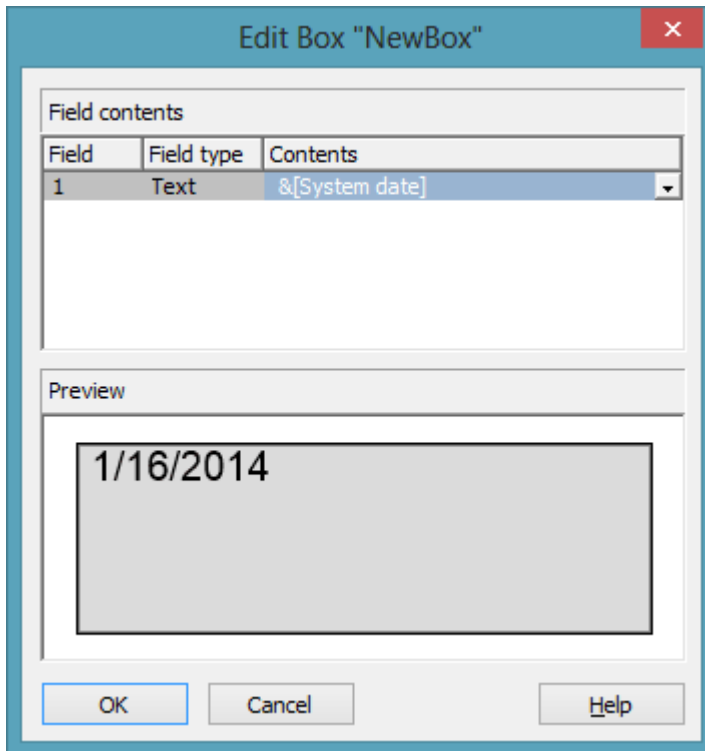 Edit Box "NewBox"
Field contents
Field Field type Contents
1 Text &[System date]
Preview
1/16/2014
OK Cancel Help